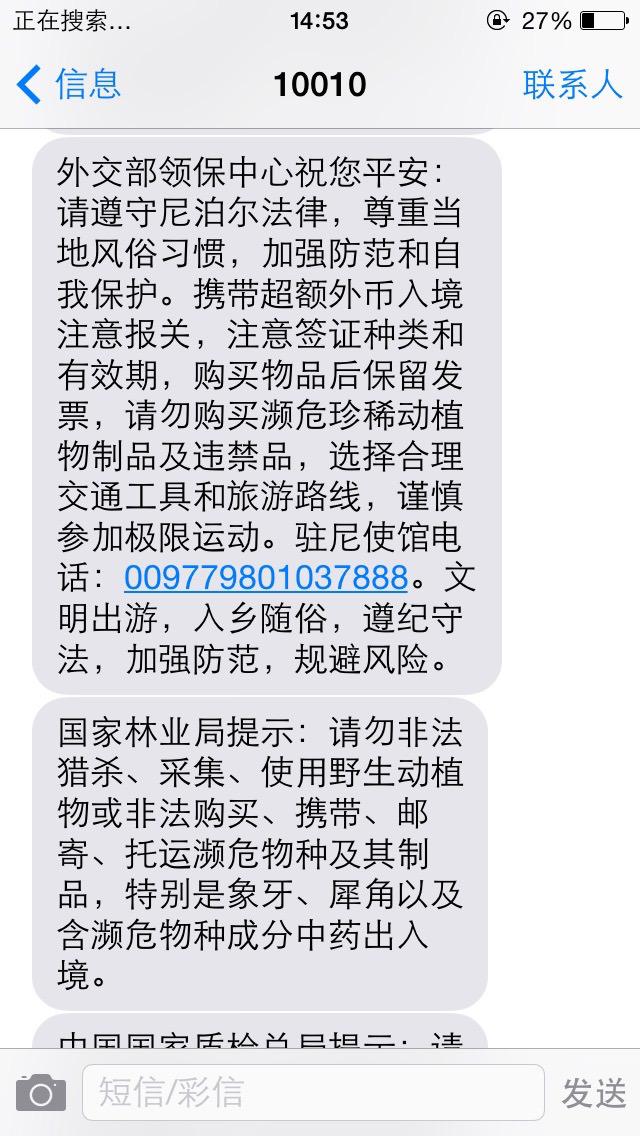 正在搜索... 14:53 27%
信息 10010 联系人
外交部领保中心祝您平安：
请遵守尼泊尔法律，尊重当
地风俗习惯，加强防范和自
我保护。携带超额外币入境
注意报关，注意签证种类和
有效期，购买物品后保留发
票，请勿购买濒危珍稀动植
物制品及违禁品，选择合理
交通工具和旅游路线，谨慎
参加极限运动。驻尼使馆电
话：009779801037888。文
明出游，入乡随俗，遵纪守
法，加强防范，规避风险。
国家林业局提示：请勿非法
猎杀、采集、使用野生动植
物或非法购买、携带、邮
寄、托运濒危物种及其制
品，特别是象牙、犀角以及
含濒危物种成分中药出入
境。
中国国家质检总局提示：请
短信/彩信 发送